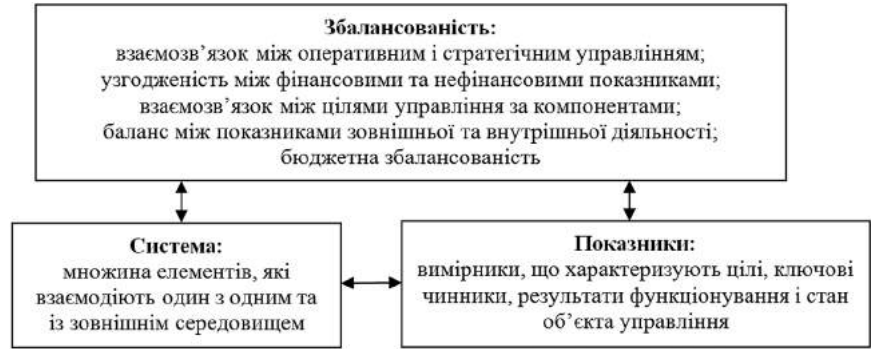 Збалансованість:
взаємозв’язок між оперативним і стратегічним управлінням;
узгодженість між фінансовими та нефінансовими показниками;
взаємозв’язок між цілями управління за компонентами;
баланс між показниками зовнішньої та внутрішньої діяльності;
бюджетна збалансованість
Система:
множина елементів, які
взаємодіють один з одним та
із зовнішнім середовищем
Показники:
вимірники, що характеризують цілі, ключові
чинники, результати функціонування і стан
об’єкта управління